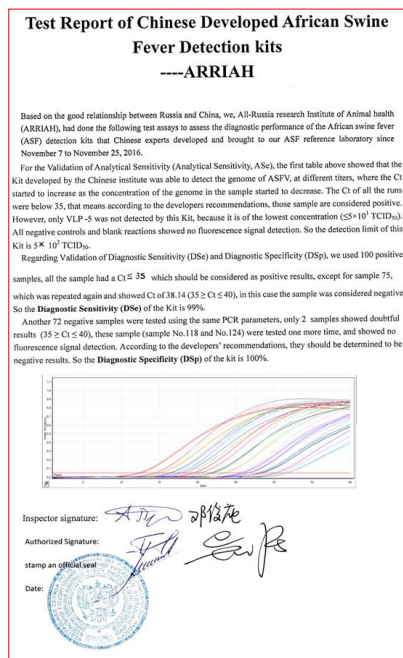 Test Report of Chinese Developed African Swine
Fever Detection kits
----ARRIAH
Based on the good relationship between Russia and China, we, All-Russia research Institute of Animal health
(ARRIAH), had done the following test assays to assess the diagnostic performance of the African swine fever
(ASF) detection kits that Chinese experts developed and brought to our ASF reference laboratory since
November 7 to November 25, 2016.
For the Validation of Analytical Sensitivity (Analytical Sensitivity, ASe), the first table above showed that the
Kit developed by the Chinese institute was able to detect the genome of ASFV, at different titers, where the Ct
started to increase as the concentration of the genome in the sample started to decrease. The Ct of all the runs
were below 35, that means according to the developers recommendations, those sample are considered positive.
However, only VLP -5 was not detected by this Kit, because it is of the lowest concentration (≤5×10¹ TCID₅₀).
All negative controls and blank reactions showed no fluorescence signal detection. So the detection limit of this
Kit is 5× 10² TCID₅₀.
Regarding Validation of Diagnostic Sensitivity (DSe) and Diagnostic Specificity (DSp), we used 100 positive
samples, all the sample had a Ct≤ 35 which should be considered as positive results, except for sample 75,
which was repeated again and showed Ct of 38.14 (35≥Ct≤40), in this case the sample was considered negative
So the Diagnostic Sensitivity (DSe) of the Kit is 99%.
Another 72 negative samples were tested using the same PCR parameters, only 2 samples showed doubtful
results (35≥Ct≤40), these sample (sample No.118 and No.124) were tested one more time, and showed no
fluorescence signal detection. According to the developers' recommendations, they should be determined to be
negative results. So the Diagnostic Specificity (DSp) of the kit is 100%.
Inspector signature:
Authorized Signature:
stamp an official seal
Date: